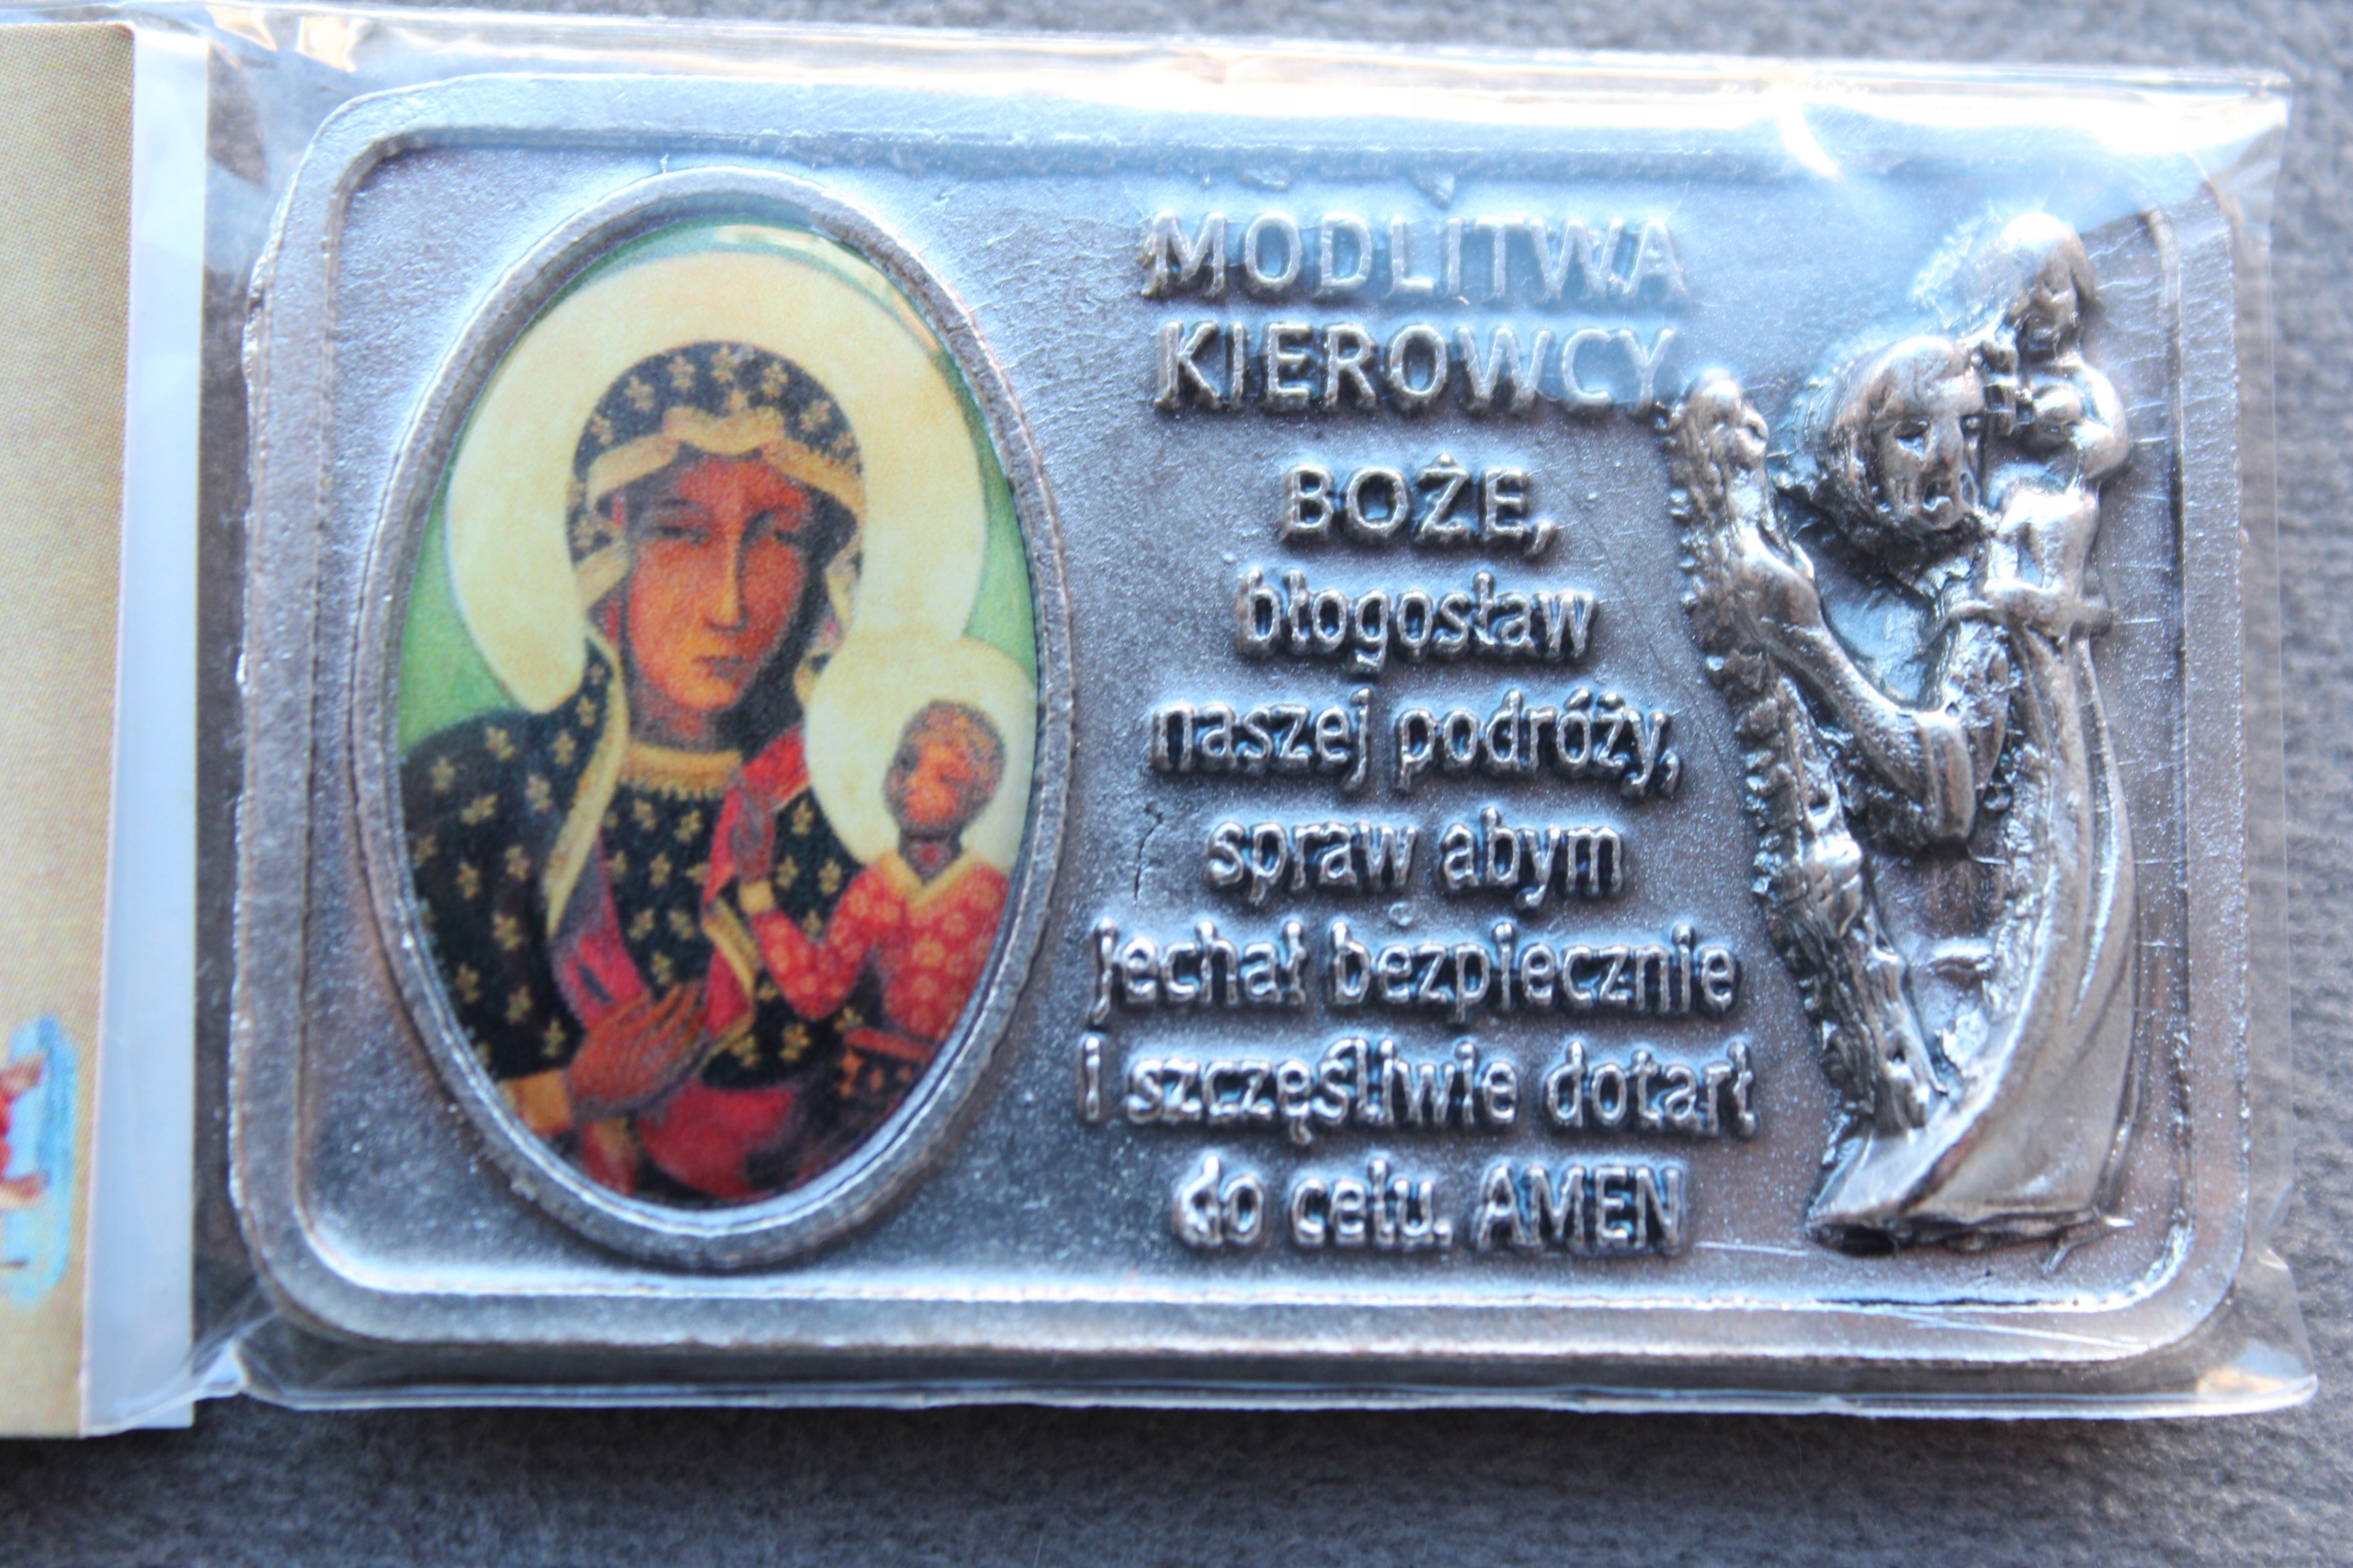 MODLITWA
KIEROWCY
BOŻE,
błogosław
naszej podróży,
spraw abym
jechał bezpiecznie
i szczęśliwie dotarł
do celu. AMEN